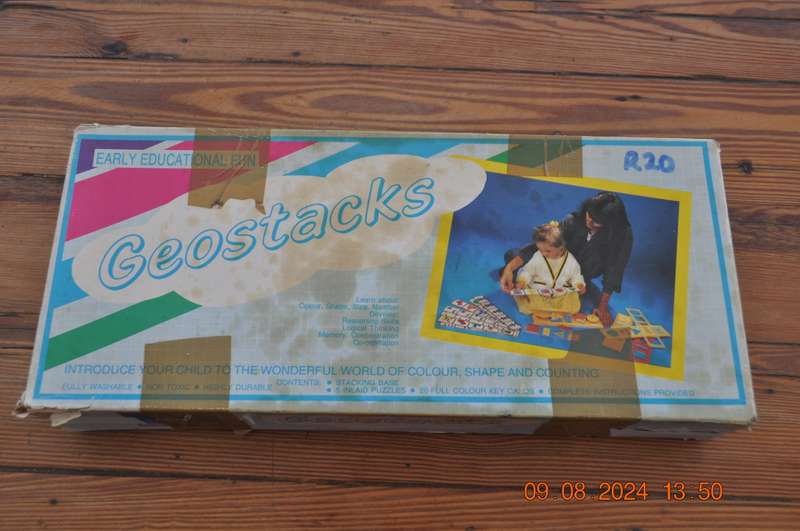 EARLY EDUCATIONAL FUN
R20
Geostacks
Learn about:
Colour, Shape, Size, Number
Develop:
Reasoning Skills
Logical Thinking
Memory, Cooperation
Co-ordination
INTRODUCE YOUR CHILD TO THE WONDERFUL WORLD OF COLOUR, SHAPE AND COUNTING
FULLY WASHABLE • NON TOXIC • HIGHLY DURABLE
CONTENTS: • STACKING BASE
• 5 INLAID PUZZLES • 20 FULL COLOUR KEY CARDS • COMPLETE INSTRUCTIONS PROVIDED
09.08.2024 13:50